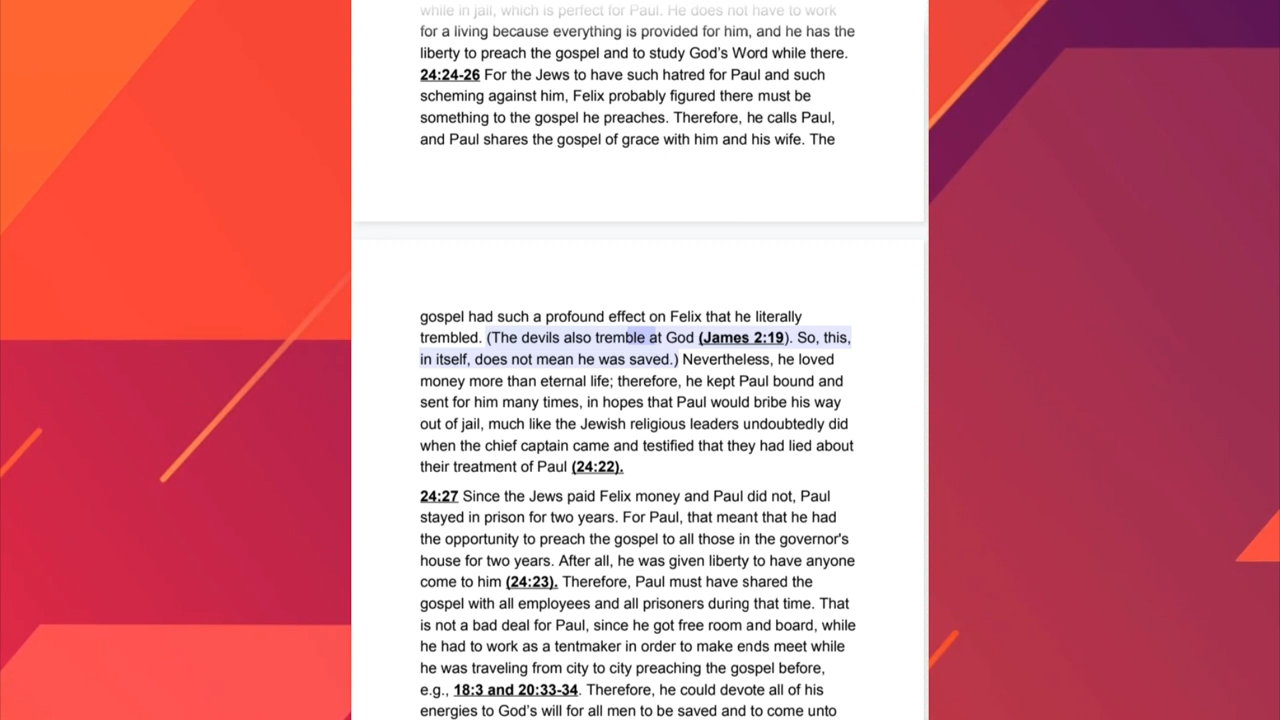 while in jail, which is perfect for Paul. He does not have to work
for a living because everything is provided for him, and he has the
liberty to preach the gospel and to study God's Word while there.
24:24-26 For the Jews to have such hatred for Paul and such
scheming against him, Felix probably figured there must be
something to the gospel he preaches. Therefore, he calls Paul,
and Paul shares the gospel of grace with him and his wife. The
gospel had such a profound effect on Felix that he literally
trembled. (The devils also tremble at God (James 2:19). So, this,
in itself, does not mean he was saved.) Nevertheless, he loved
money more than eternal life; therefore, he kept Paul bound and
sent for him many times, in hopes that Paul would bribe his way
out of jail, much like the Jewish religious leaders undoubtedly did
when the chief captain came and testified that they had lied about
their treatment of Paul (24:22).
24:27 Since the Jews paid Felix money and Paul did not, Paul
stayed in prison for two years. For Paul, that meant that he had
the opportunity to preach the gospel to all those in the governor's
house for two years. After all, he was given liberty to have anyone
come to him (24:23). Therefore, Paul must have shared the
gospel with all employees and all prisoners during that time. That
is not a bad deal for Paul, since he got free room and board, while
he had to work as a tentmaker in order to make ends meet while
he was traveling from city to city preaching the gospel before,
e.g., 18:3 and 20:33-34. Therefore, he could devote all of his
energies to God's will for all men to be saved and to come unto